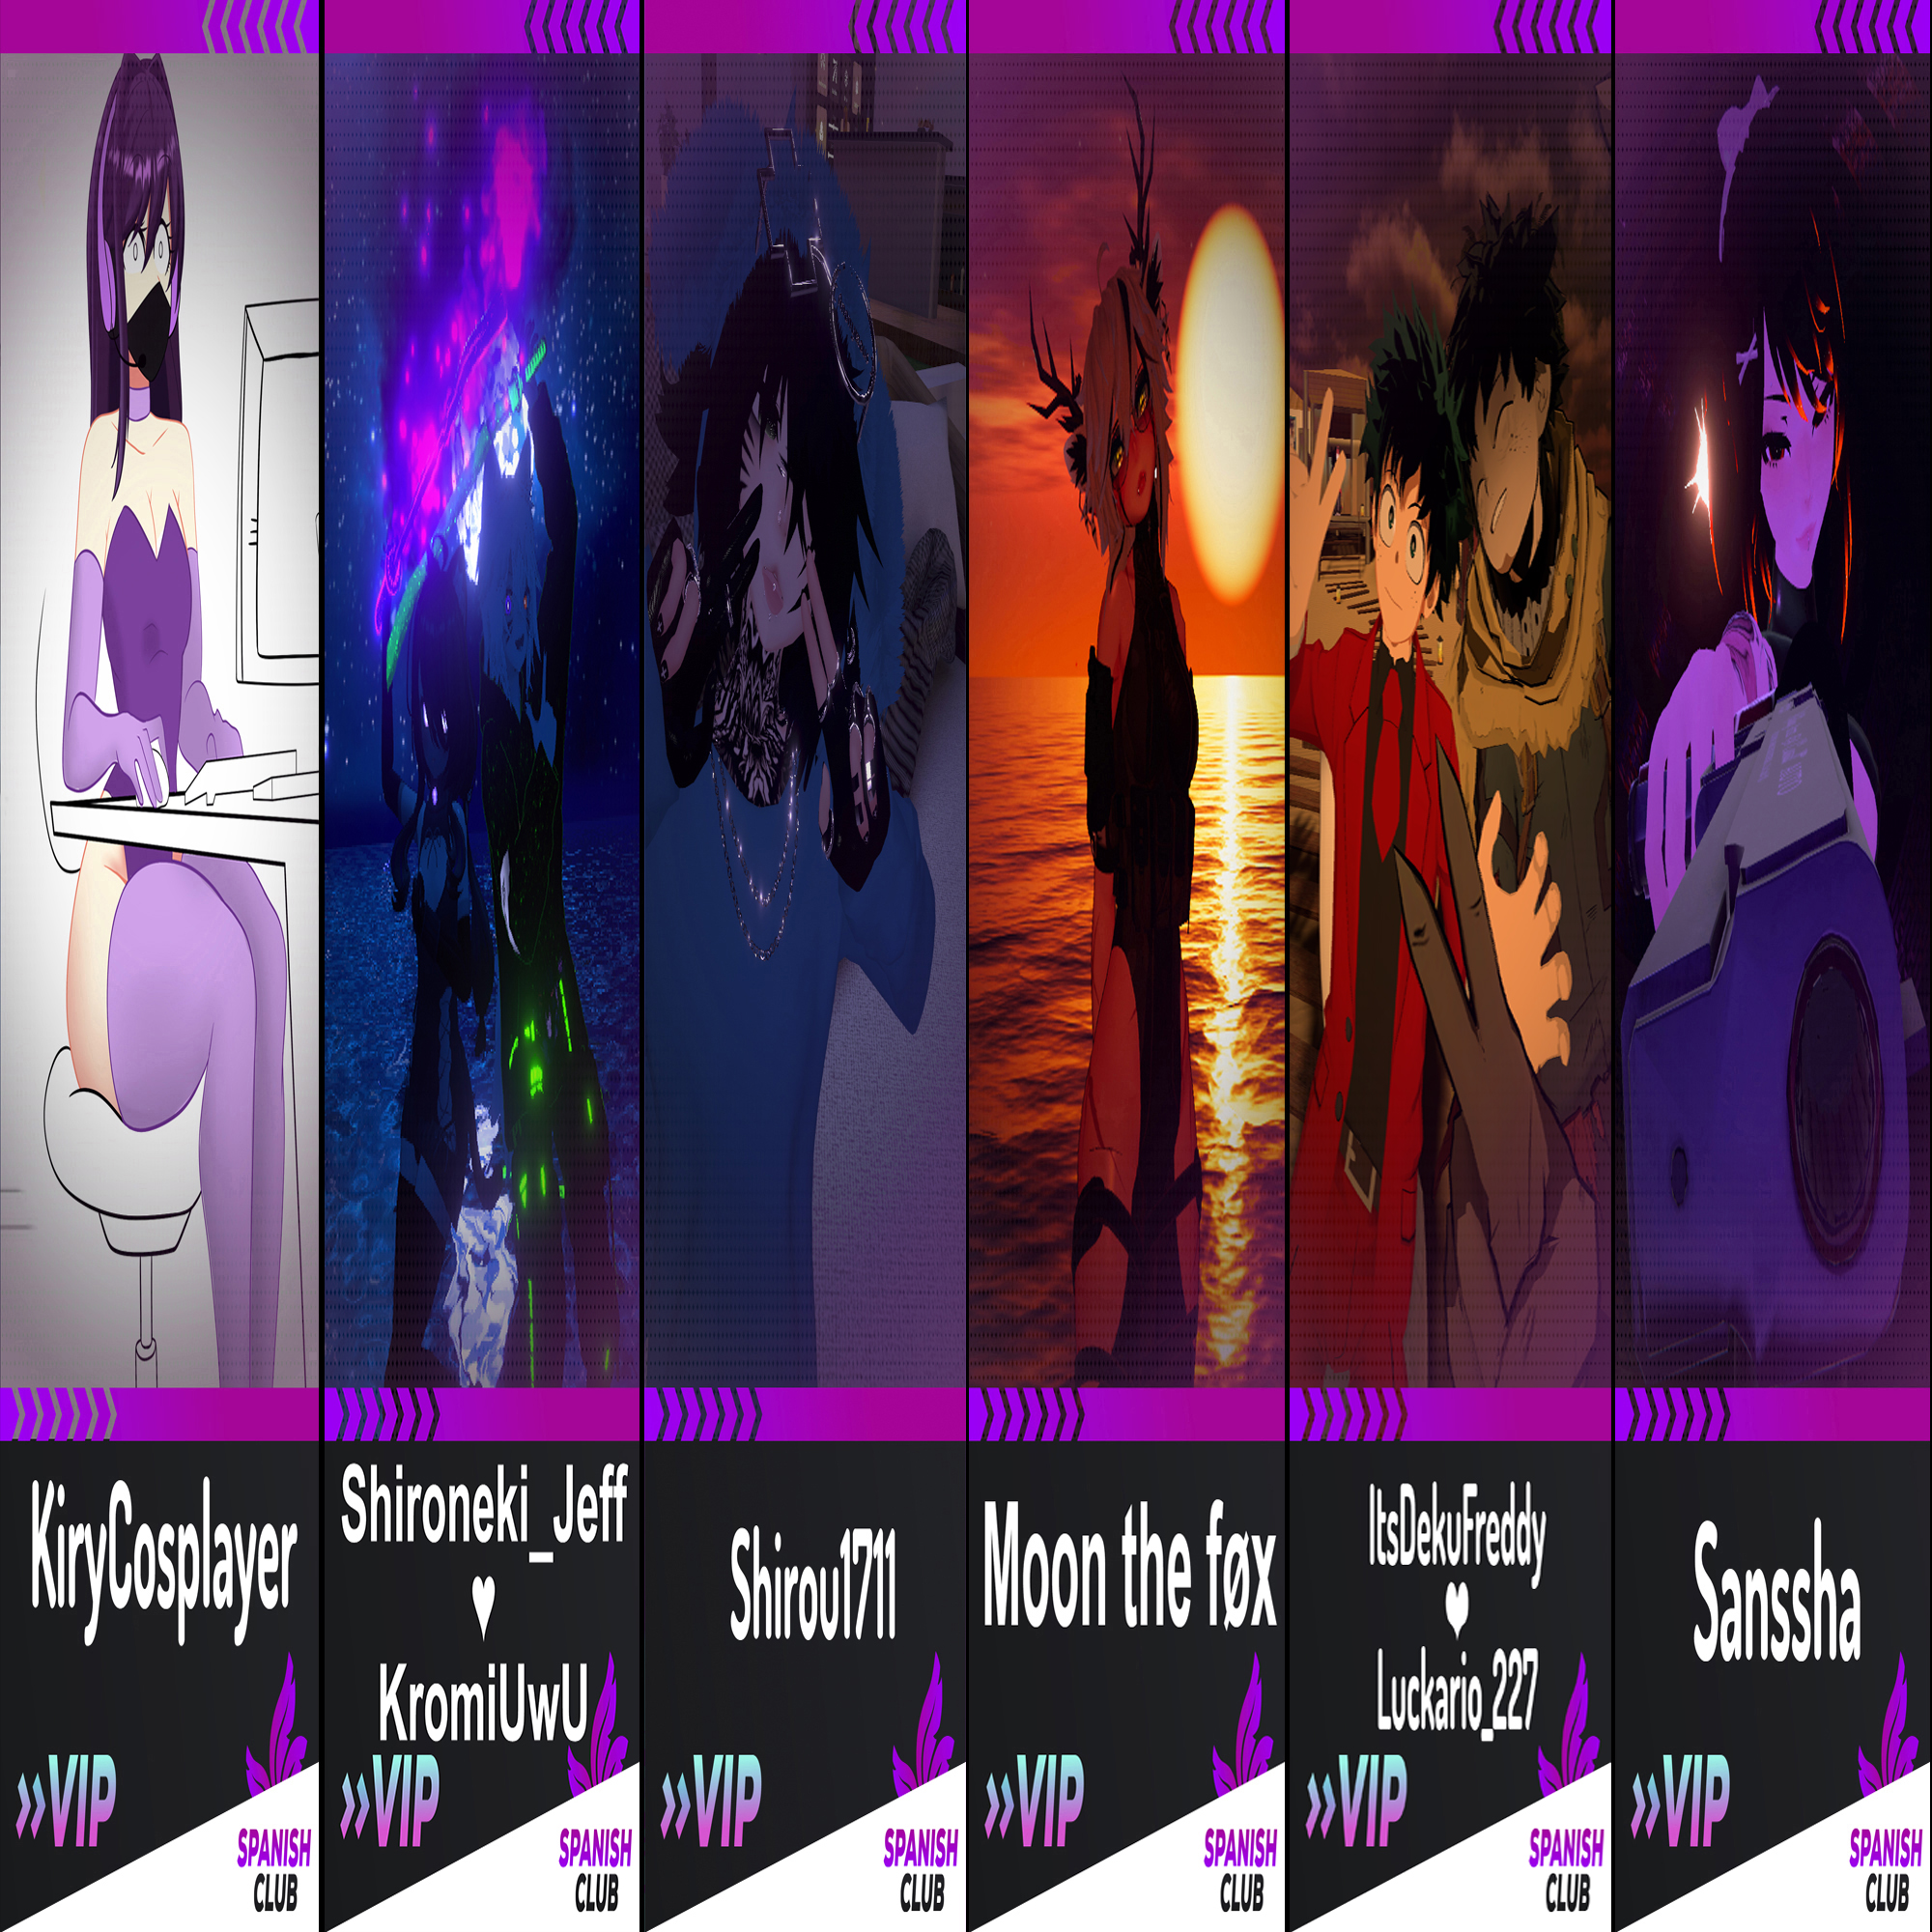 KiryCosplayer
VIP
SPANISH
CLUB
Shironeki_Jeff
♥
KromiUwU
VIP
SPANISH
CLUB
Shirou1711
VIP
SPANISH
CLUB
Moon the føx
VIP
SPANISH
CLUB
ItsDekuFreddy
♥
Luckario_227
VIP
SPANISH
CLUB
Sanssha
VIP
SPANISH
CLUB